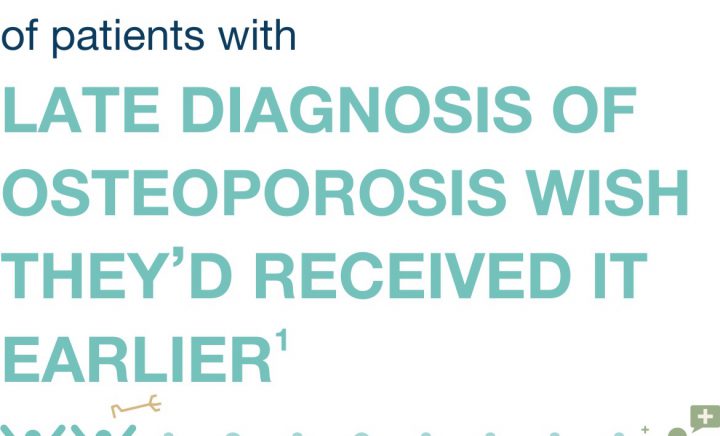 of patients with
LATE DIAGNOSIS OF
OSTEOPOROSIS WISH
THEY’D RECEIVED IT
EARLIER¹